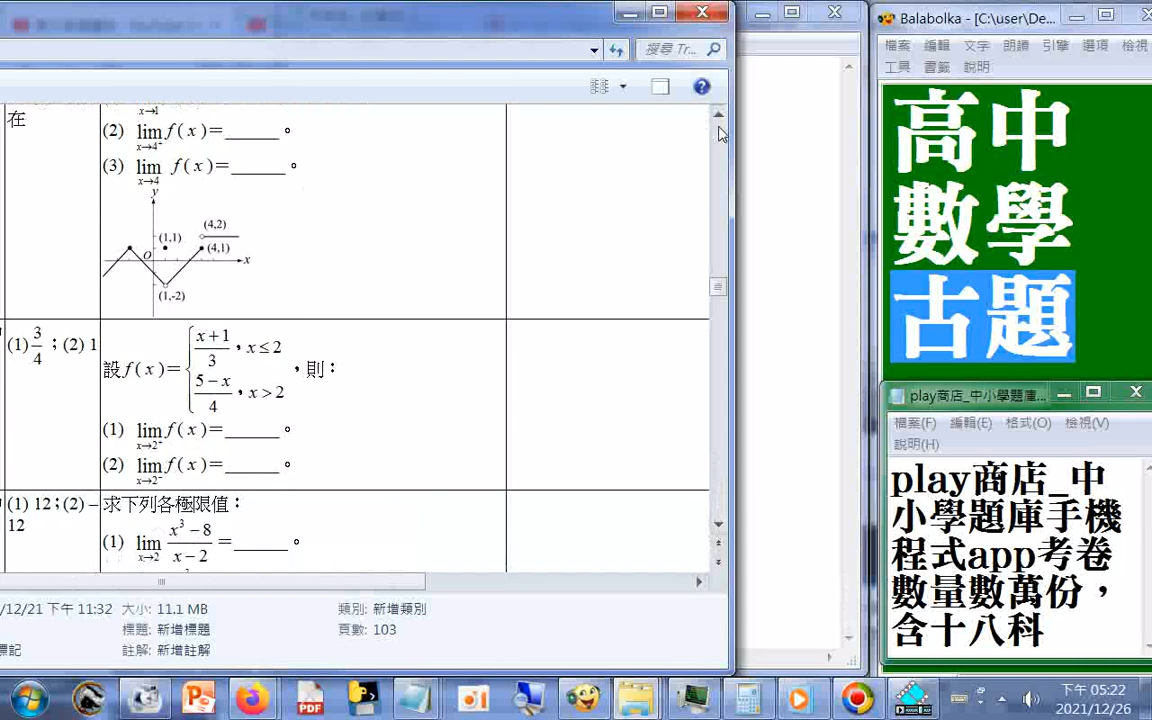 搜尋 Tr...
在
x→1
(2) lim f(x)=______。
x→4⁺
(3) lim f(x)=______。
x→4
y
(4,2)
(1,1)
O
(4,1)
x
(1,-2)
(1) 3/4；(2) 1
設 f(x)= { (x+1)/3，x≤2
(5-x)/4，x>2 ，則：
(1) lim f(x)=______。
x→2⁻
(2) lim f(x)=______。
(1) 12；(2) –12
求下列各極限值：
(1) lim (x³-8)/(x-2) =______。
x→2
/12/21 下午 11:32
大小: 11.1 MB
類別: 新增類別
標題: 新增標題
頁數: 103
標記
註解: 新增註解
Balabolka - [C:\user\De...
檔案 編輯 文字 朗讀 引擎 選項 檢視
工具 書籤 說明
高中
數學
古題
play商店_中小學題庫...
檔案(F) 編輯(E) 格式(O) 檢視(V)
說明(H)
play商店_中
小學題庫手機
程式app考卷
數量數萬份，
含十八科
PDF
下午 05:22
2021/12/26